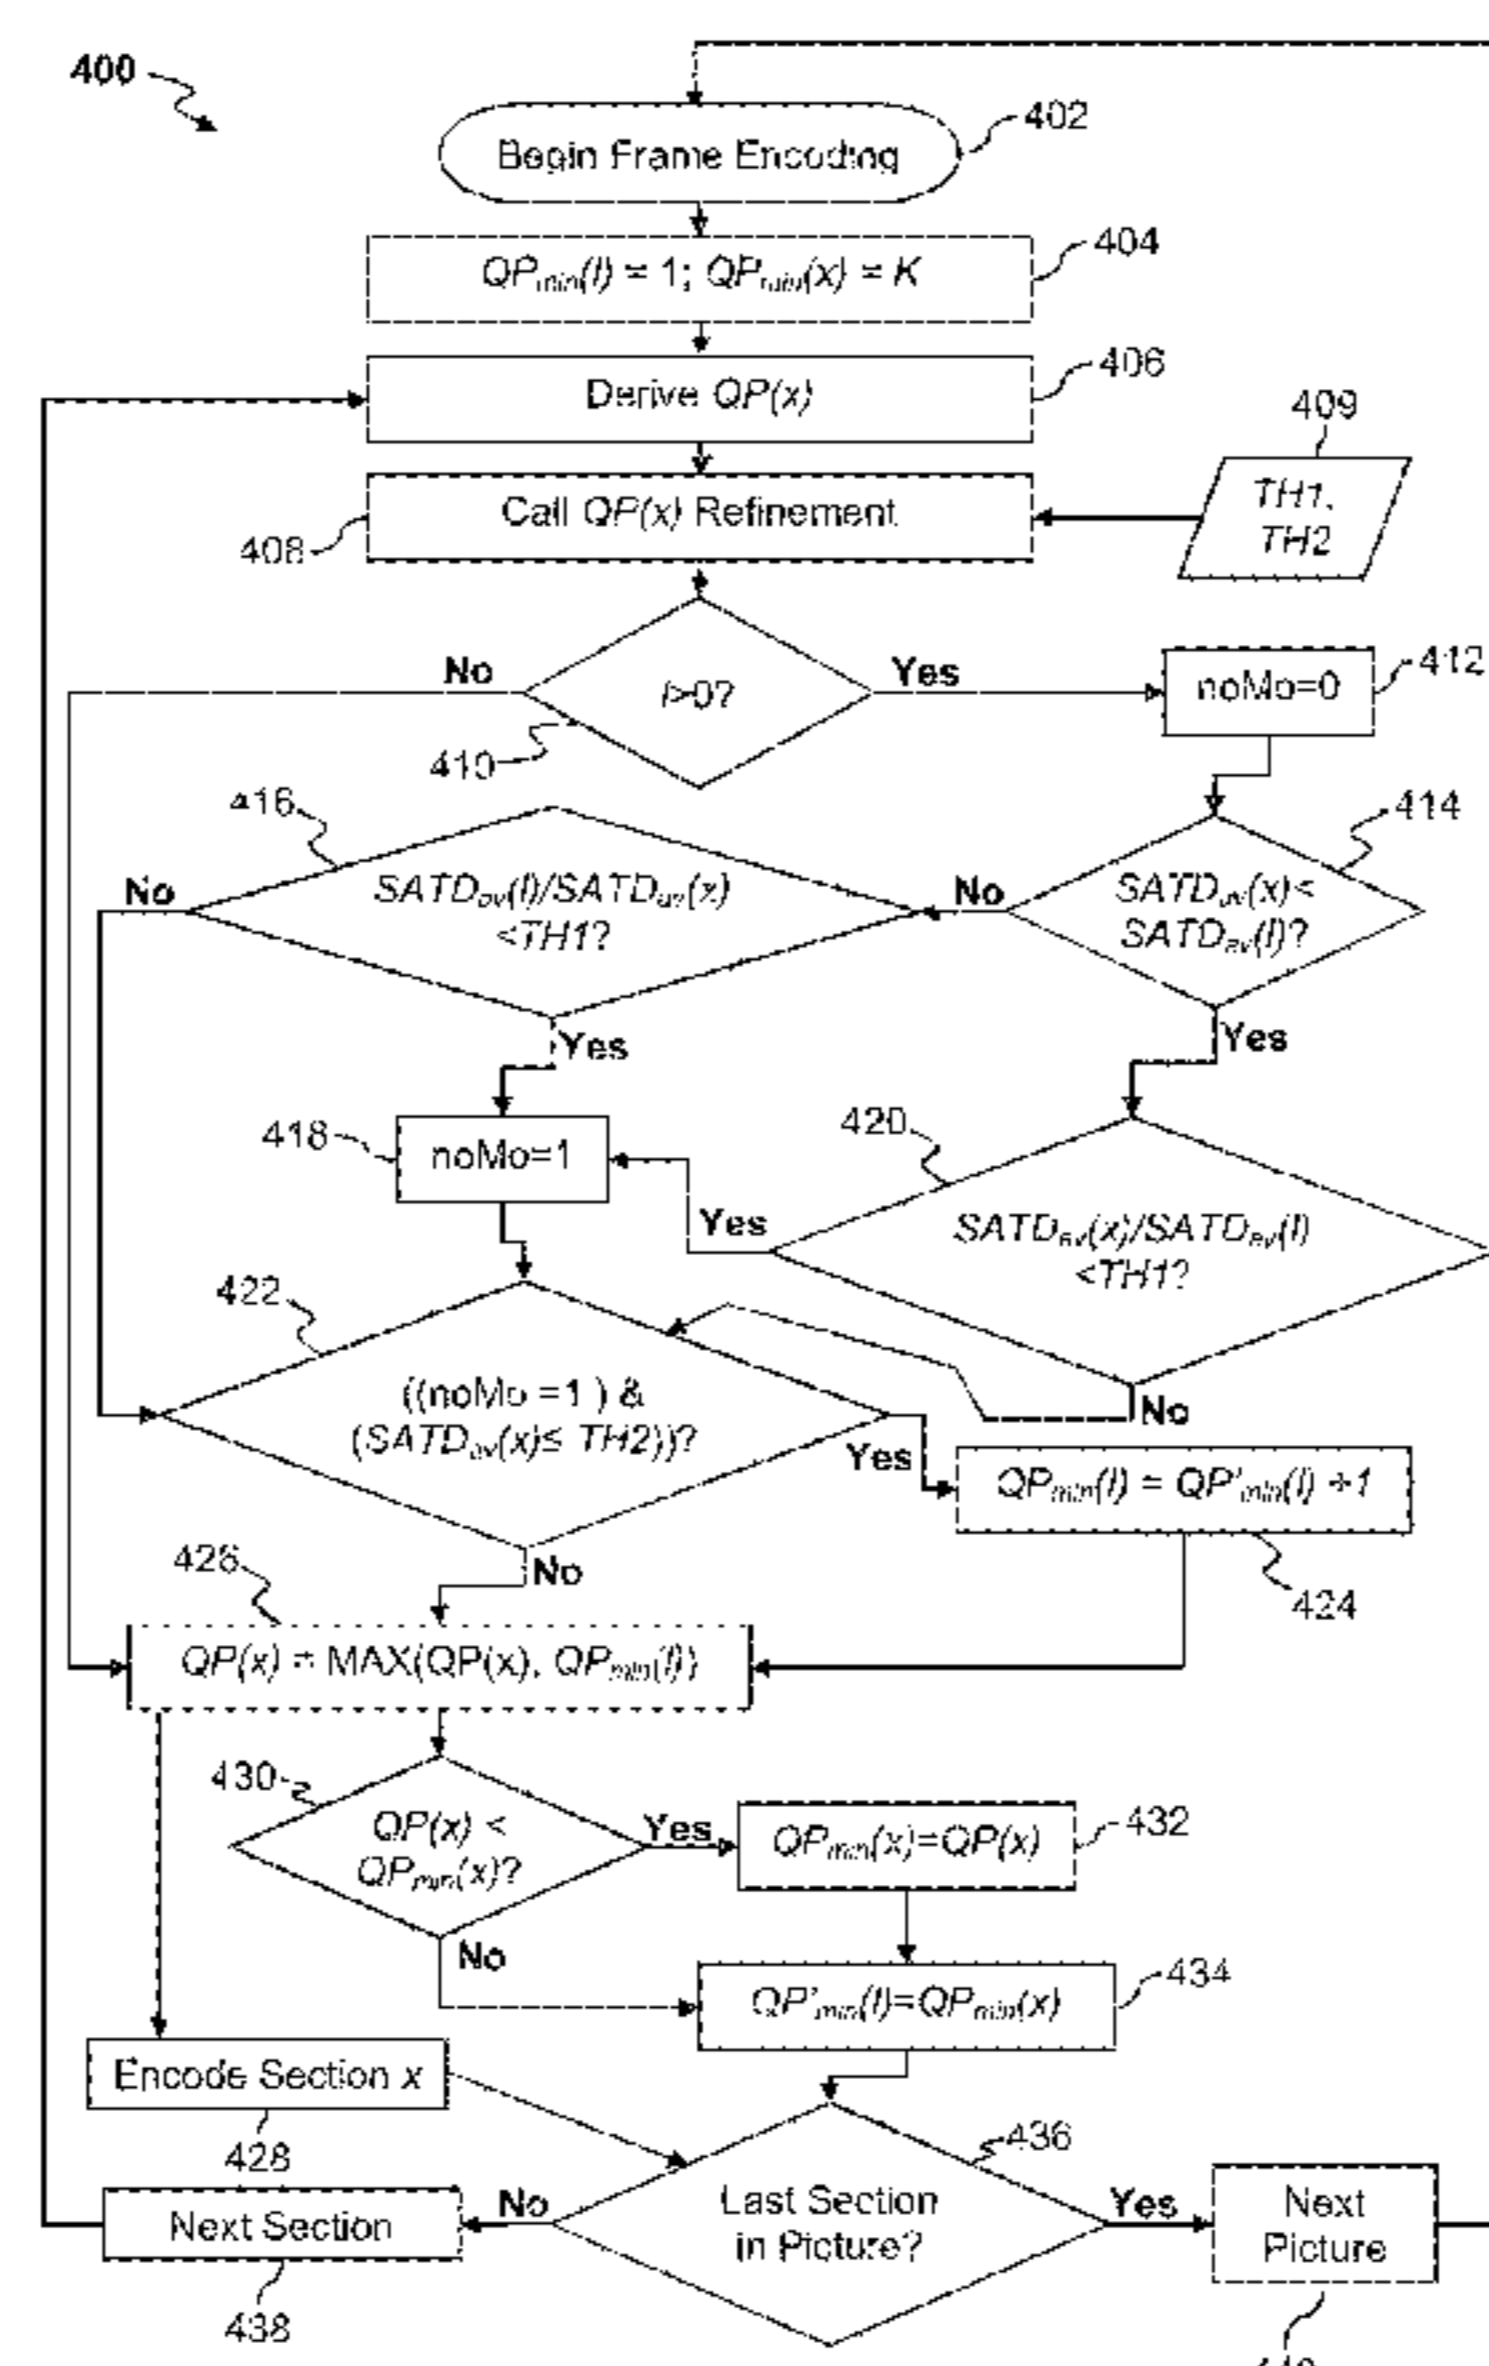 400
402
Begin Frame Encoding
404
QPmin(l) = 1; QPmin(x) = K
406
Derive QP(x)
409
TH1,
TH2
Call QP(x) Refinement
408
No
Yes
l>0?
noMo=0
412
410
416
414
No
SATDav(l)/SATDav(x)
<TH1?
No
SATDav(x)<
SATDav(l)?
Yes
Yes
418
noMo=1
420
Yes
SATDav(x)/SATDav(l)
<TH1?
422
((noMo =1 ) &
(SATDav(x)≤ TH2))?
No
Yes
QPmin(l) = QP'min(l) +1
424
No
426
QP(x) = MAX(QP(x), QPmin(l))
430
QP(x) <
QPmin(x)?
Yes
QPmin(x)=QP(x)
432
No
QP'min(l)=QPmin(x)
434
Encode Section x
428
436
Last Section
in Picture?
No
Next Section
438
Yes
Next
Picture